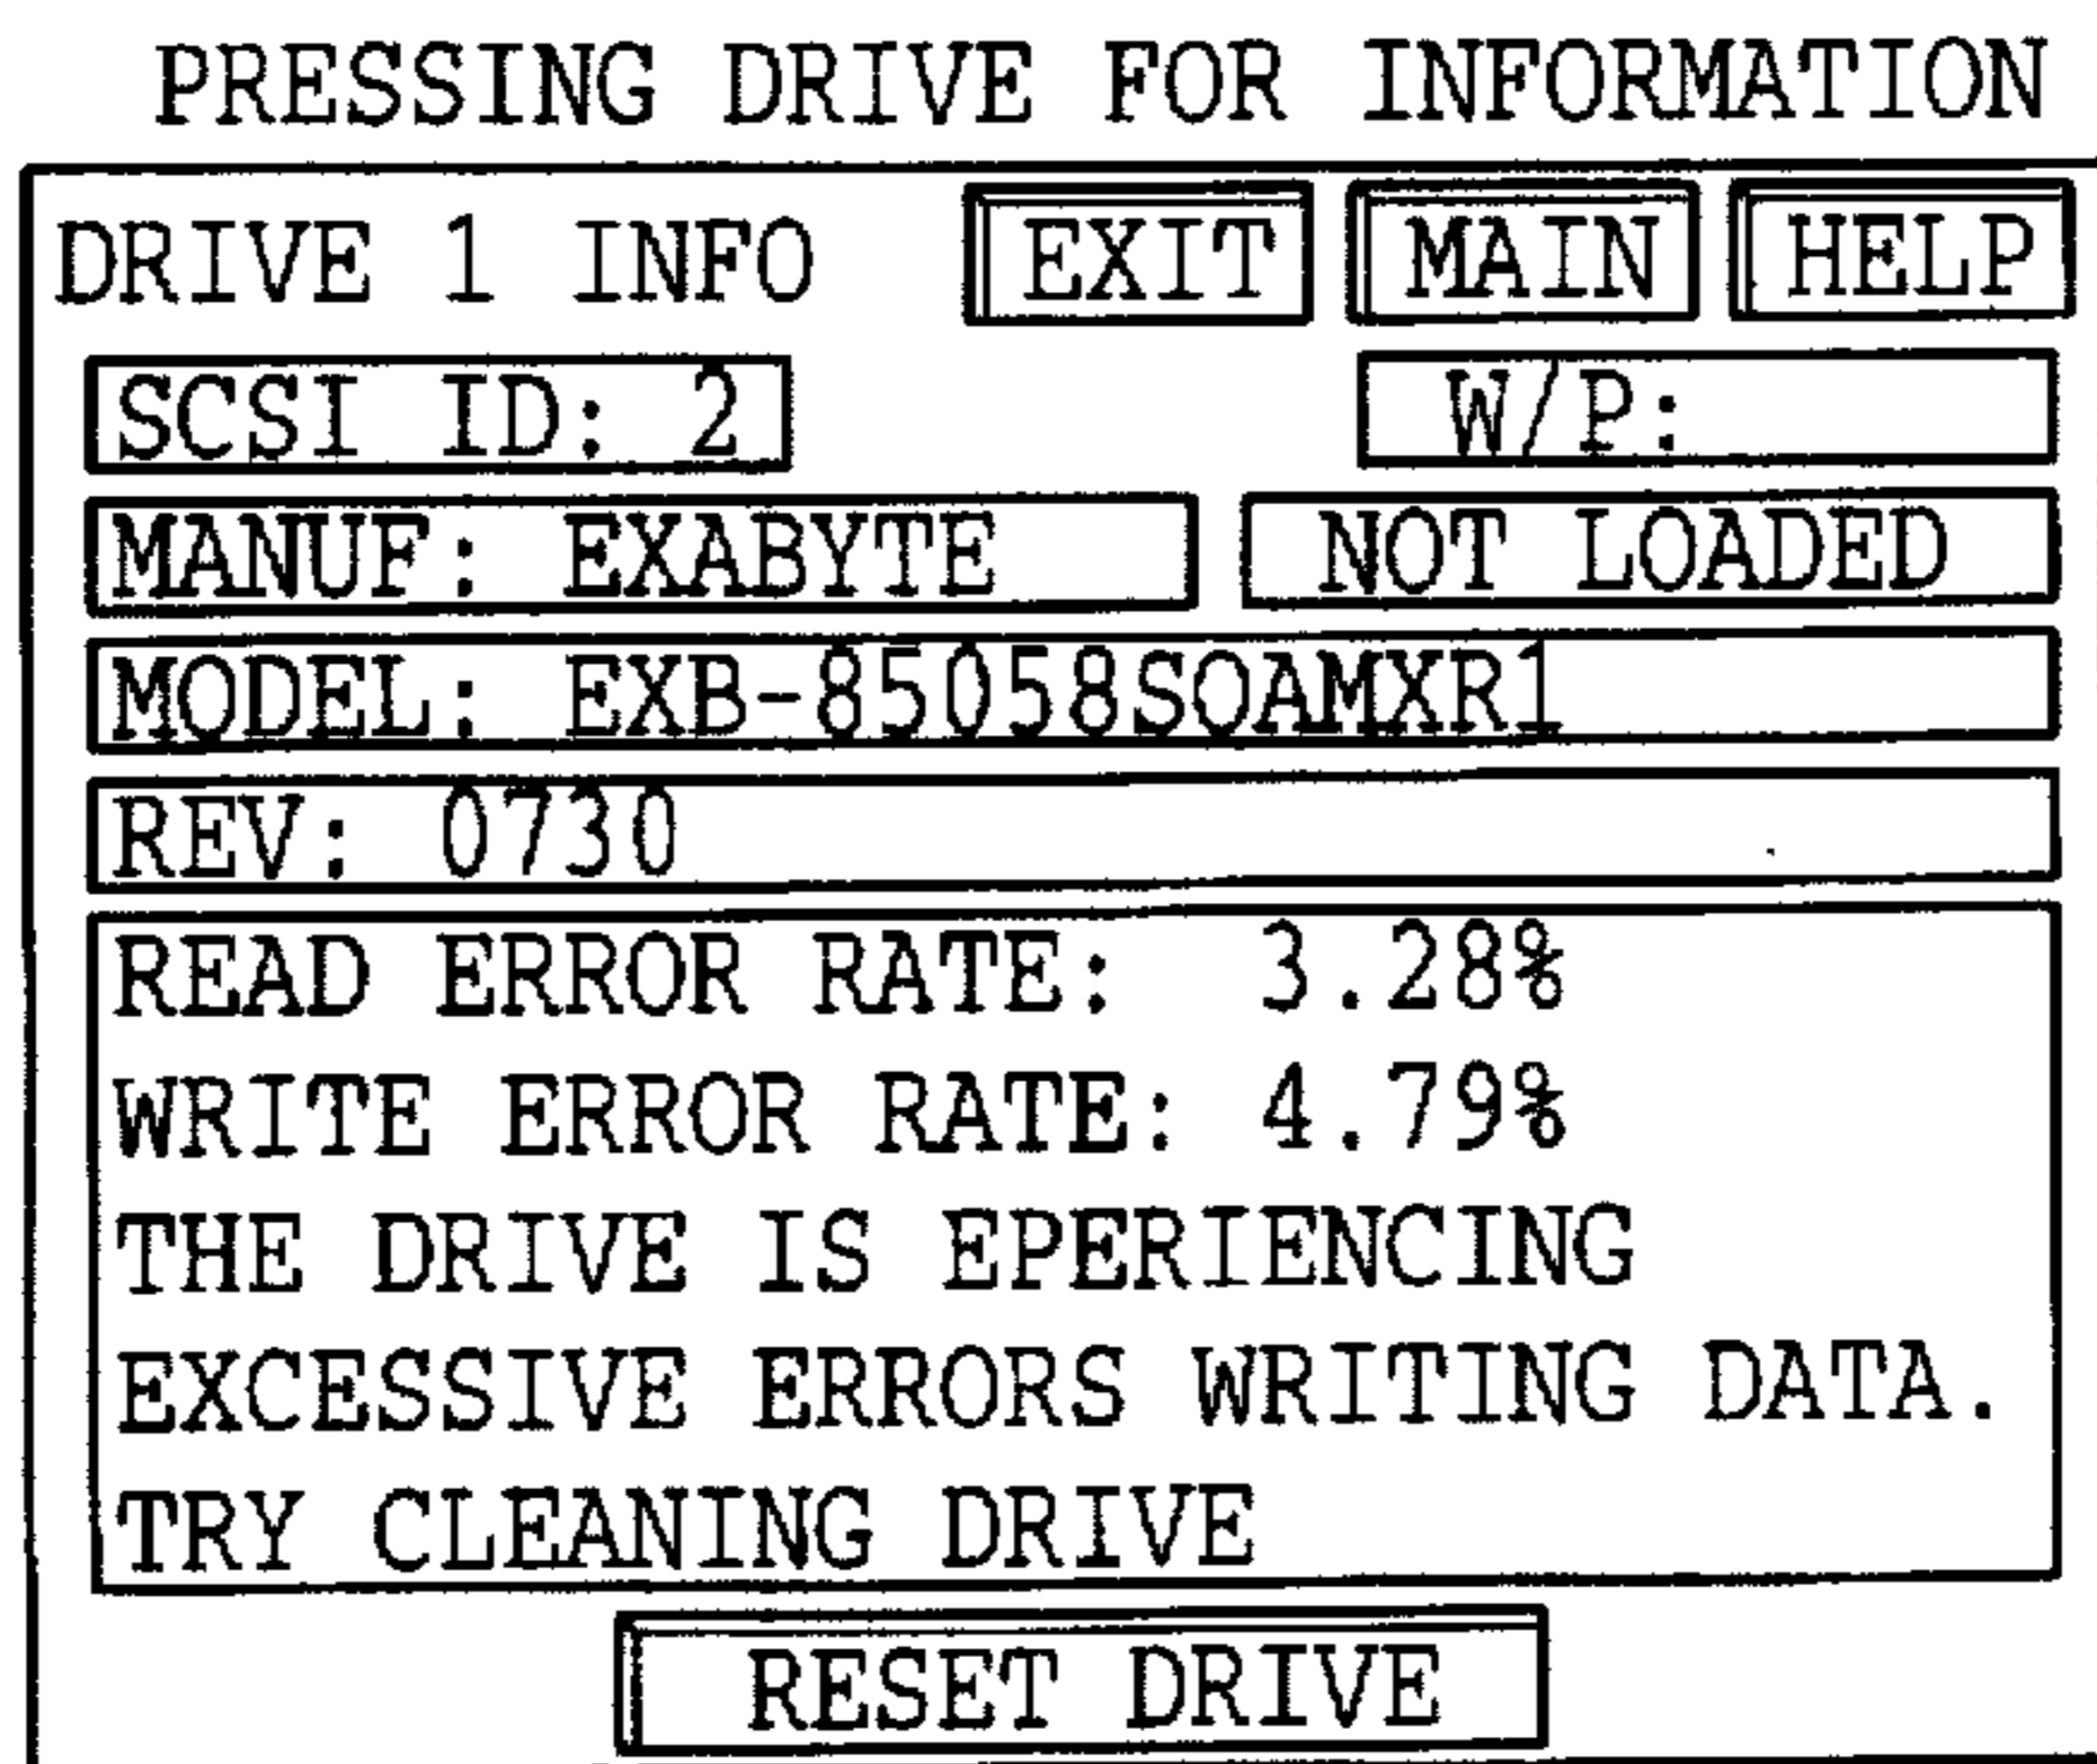 PRESSING DRIVE FOR INFORMATION
DRIVE 1 INFO EXIT MAIN HELP
SCSI ID: 2 W/P:
MANUF: EXABYTE NOT LOADED
MODEL: EXB-85058SOAMXR1
REV: 0730
READ ERROR RATE: 3.28%
WRITE ERROR RATE: 4.79%
THE DRIVE IS EPERIENCING
EXCESSIVE ERRORS WRITING DATA.
TRY CLEANING DRIVE
RESET DRIVE